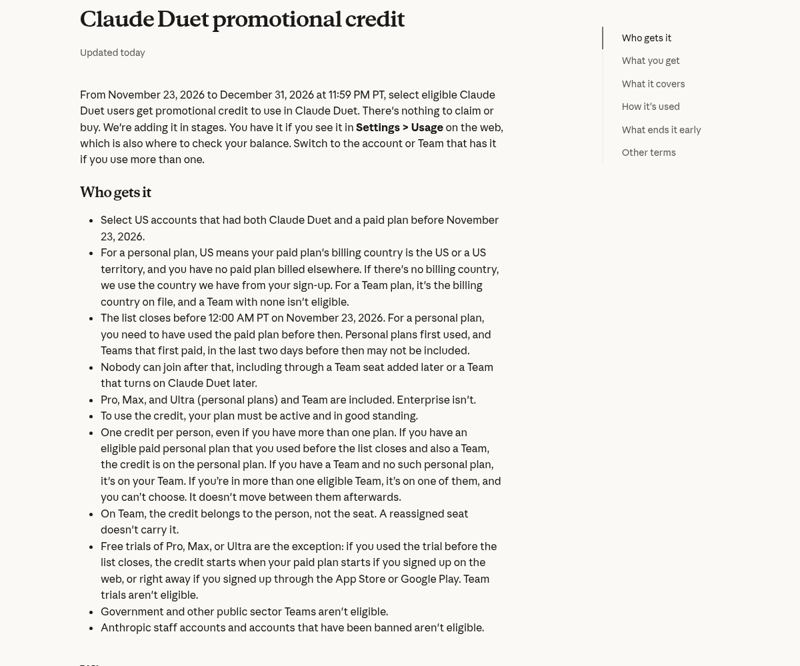 Claude Duet promotional credit
Updated today
From November 23, 2026 to December 31, 2026 at 11:59 PM PT, select eligible Claude
Duet users get promotional credit to use in Claude Duet. There's nothing to claim or
buy. We're adding it in stages. You have it if you see it in Settings > Usage on the web,
which is also where to check your balance. Switch to the account or Team that has it
if you use more than one.
Who gets it
• Select US accounts that had both Claude Duet and a paid plan before November
23, 2026.
• For a personal plan, US means your paid plan's billing country is the US or a US
territory, and you have no paid plan billed elsewhere. If there's no billing country,
we use the country we have from your sign-up. For a Team plan, it's the billing
country on file, and a Team with none isn't eligible.
• The list closes before 12:00 AM PT on November 23, 2026. For a personal plan,
you need to have used the paid plan before then. Personal plans first used, and
Teams that first paid, in the last two days before then may not be included.
• Nobody can join after that, including through a Team seat added later or a Team
that turns on Claude Duet later.
• Pro, Max, and Ultra (personal plans) and Team are included. Enterprise isn't.
• To use the credit, your plan must be active and in good standing.
• One credit per person, even if you have more than one plan. If you have an
eligible paid personal plan that you used before the list closes and also a Team,
the credit is on the personal plan. If you have a Team and no such personal plan,
it's on your Team. If you're in more than one eligible Team, it's on one of them, and
you can't choose. It doesn't move between them afterwards.
• On Team, the credit belongs to the person, not the seat. A reassigned seat
doesn't carry it.
• Free trials of Pro, Max, or Ultra are the exception: if you used the trial before the
list closes, the credit starts when your paid plan starts if you signed up on the
web, or right away if you signed up through the App Store or Google Play. Team
trials aren't eligible.
• Government and other public sector Teams aren't eligible.
• Anthropic staff accounts and accounts that have been banned aren't eligible.
Who gets it
What you get
What it covers
How it's used
What ends it early
Other terms